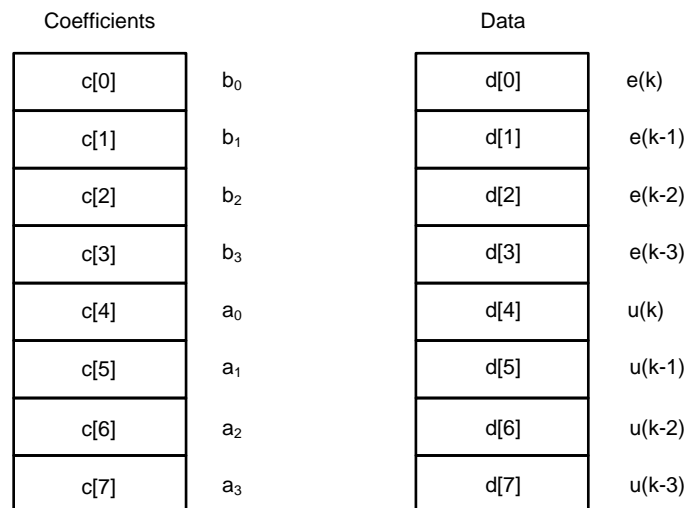 Coefficients Data
c[0] b₀ d[0] e(k)
c[1] b₁ d[1] e(k-1)
c[2] b₂ d[2] e(k-2)
c[3] b₃ d[3] e(k-3)
c[4] a₀ d[4] u(k)
c[5] a₁ d[5] u(k-1)
c[6] a₂ d[6] u(k-2)
c[7] a₃ d[7] u(k-3)